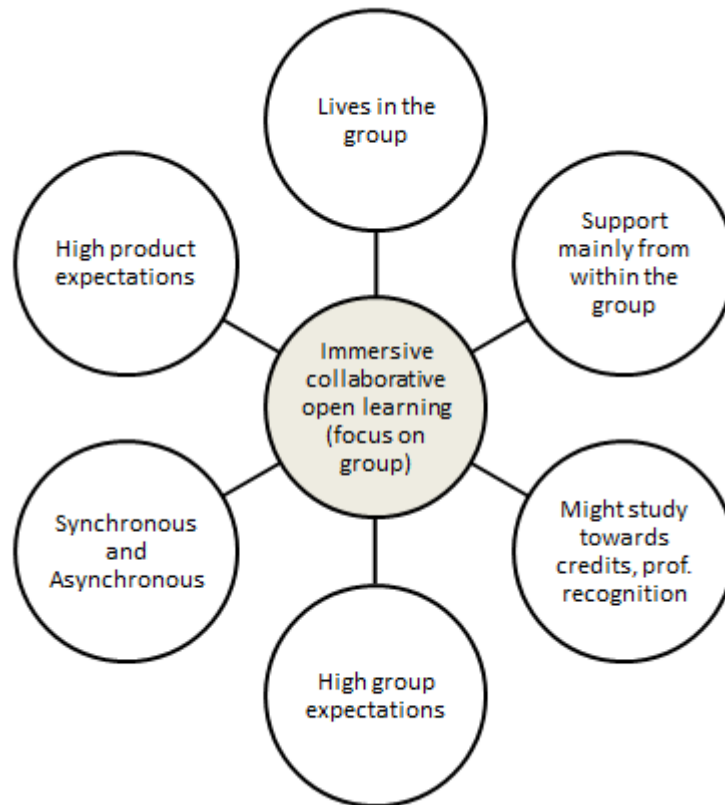 Lives in the
group
Support
mainly from
within the
group
Might study
towards
credits, prof.
recognition
High group
expectations
Synchronous
and
Asynchronous
High product
expectations
Immersive
collaborative
open learning
(focus on
group)